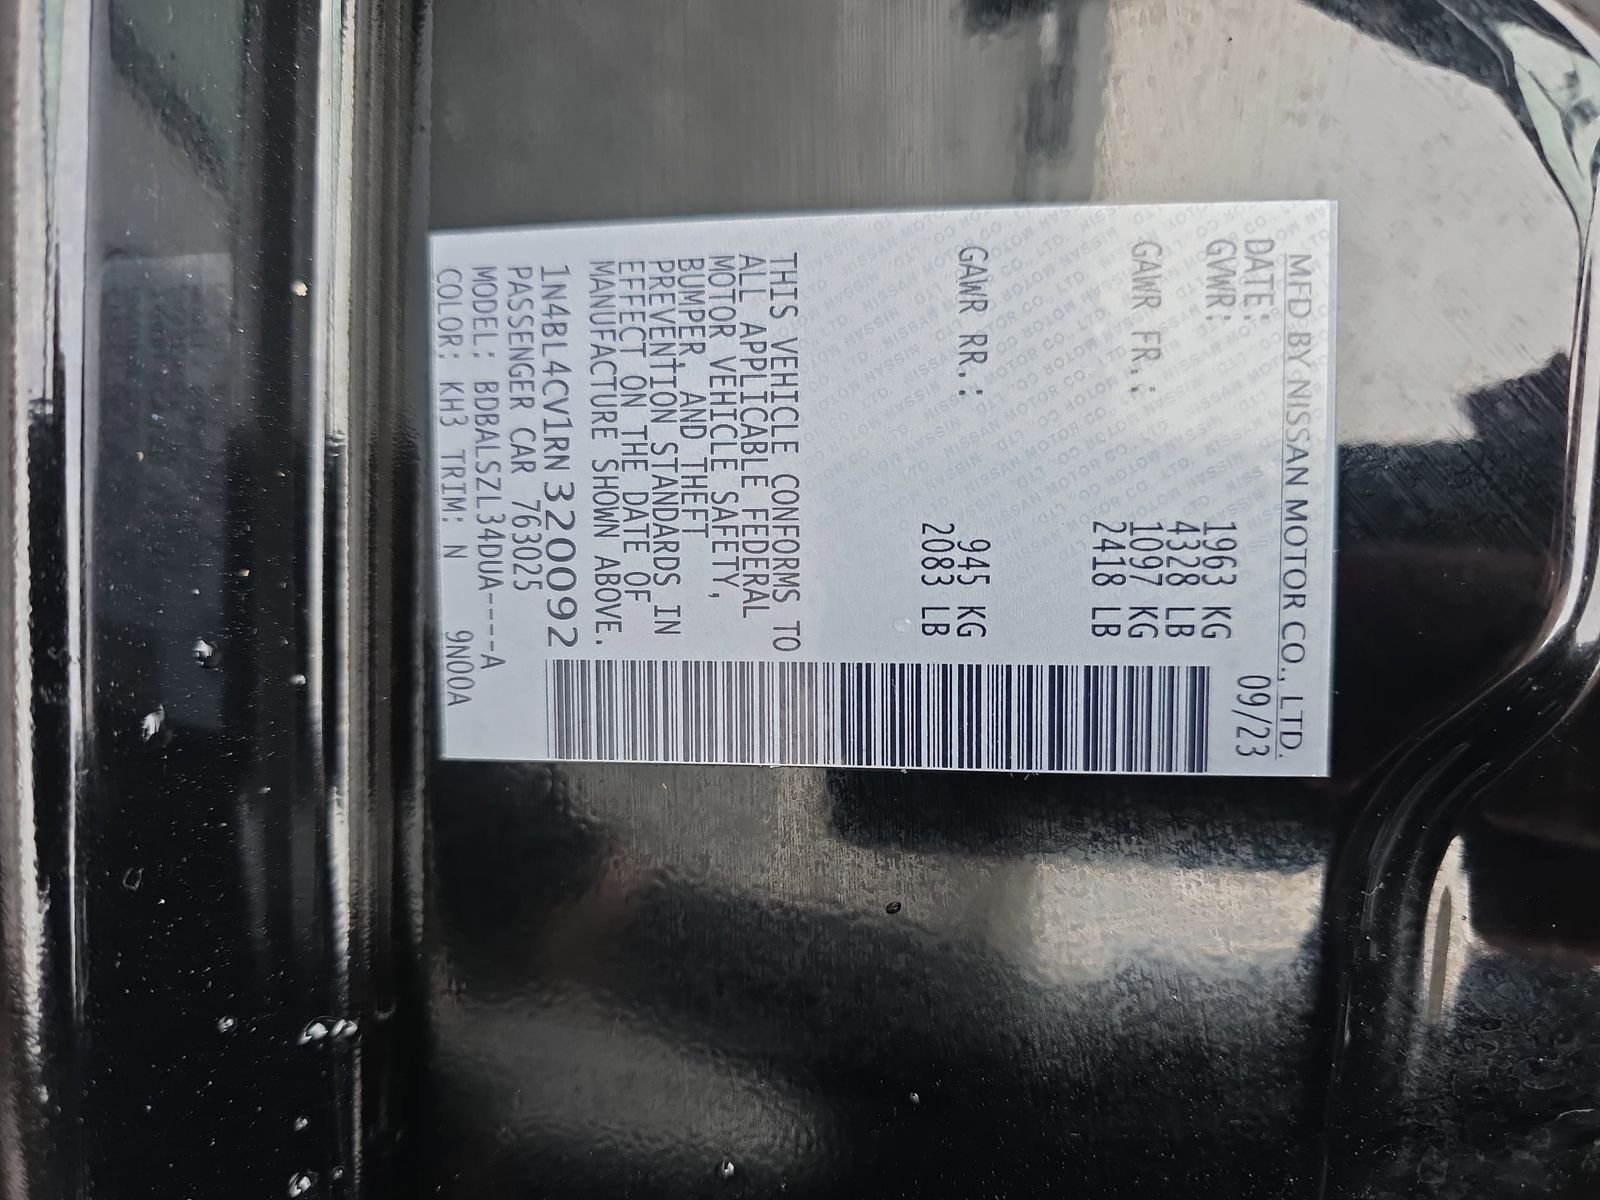 MFD BY NISSAN MOTOR CO., LTD.
DATE: 09/23
GVWR: 1963 KG
4328 LB
GAWR FR.: 1097 KG
2418 LB
GAWR RR.: 945 KG
2083 LB
THIS VEHICLE CONFORMS TO
ALL APPLICABLE FEDERAL
MOTOR VEHICLE SAFETY,
BUMPER, AND THEFT
PREVENTION STANDARDS IN
EFFECT ON THE DATE OF
MANUFACTURE SHOWN ABOVE.
1N4BL4CV1RN320092
PASSENGER CAR 763025
MODEL: BDBALSZL34DUA----A
COLOR: KH3 TRIM: N 9N00A